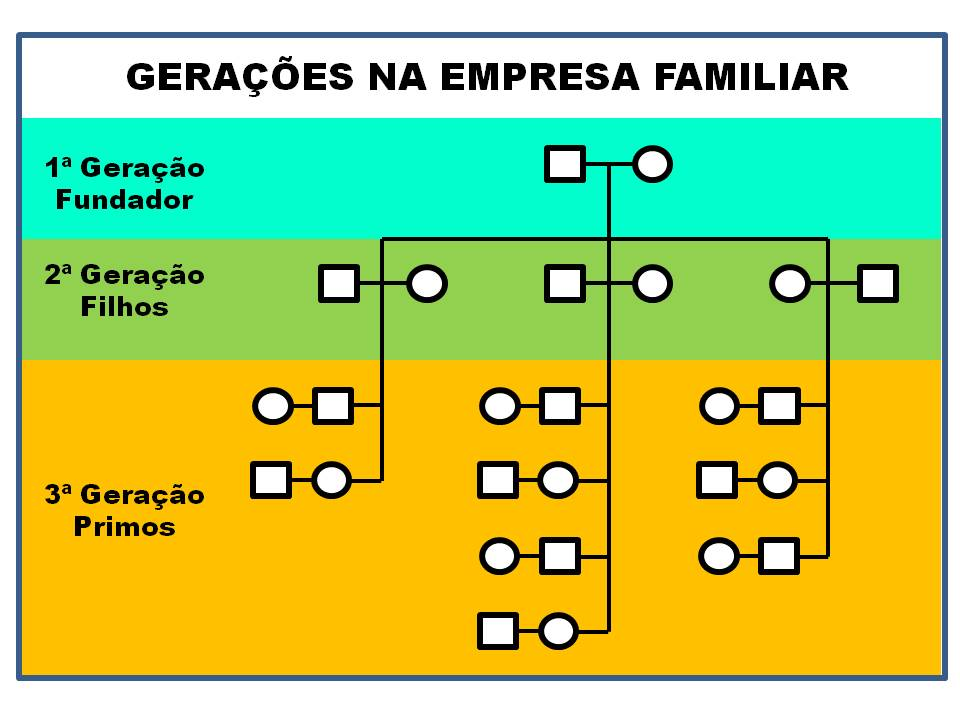 GERAÇÕES NA EMPRESA FAMILIAR
1ª Geração
Fundador
2ª Geração
Filhos
3ª Geração
Primos